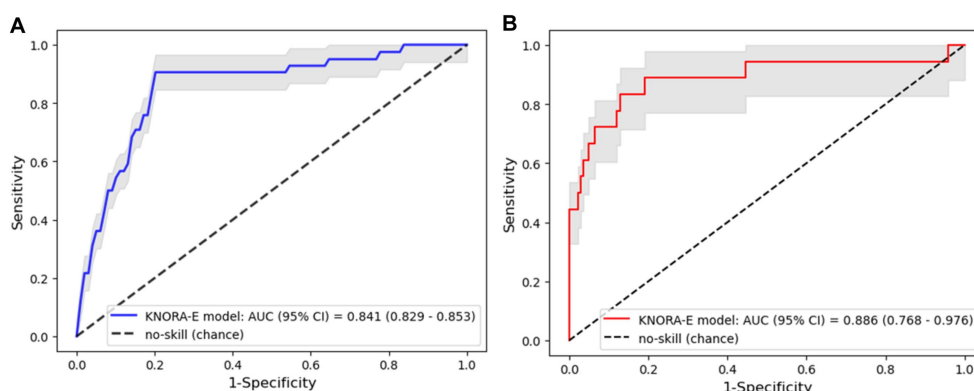 A
1.0
0.8
0.6
0.4
0.2
0.0
Sensitivity
KNORA-E model: AUC (95% CI) = 0.841 (0.829 - 0.853)
no-skill (chance)
0.0 0.2 0.4 0.6 0.8 1.0
1-Specificity
B
1.0
0.8
0.6
0.4
0.2
0.0
Sensitivity
KNORA-E model: AUC (95% CI) = 0.886 (0.768 - 0.976)
no-skill (chance)
0.0 0.2 0.4 0.6 0.8 1.0
1-Specificity